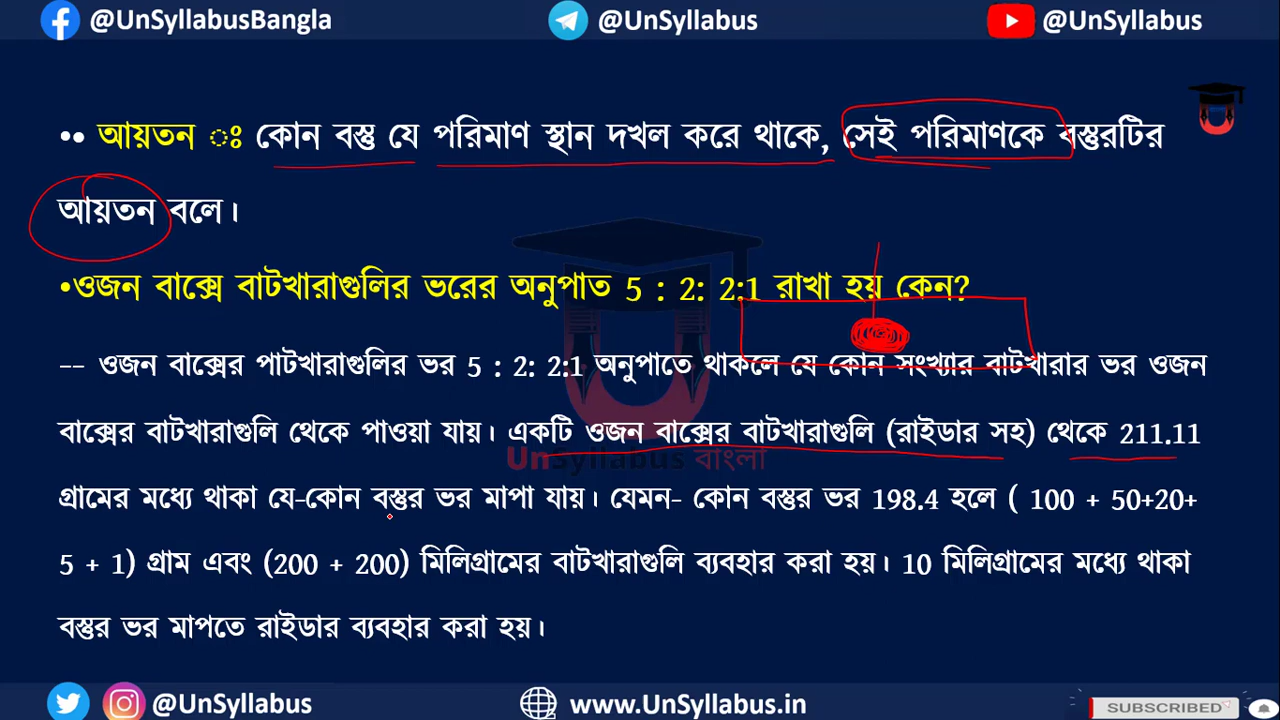 @UnSyllabusBangla @UnSyllabus @UnSyllabus
•• আয়তন ঃ কোন বস্তু যে পরিমাণ স্থান দখল করে থাকে, সেই পরিমাণকে বস্তুরটির
আয়তন বলে।
•ওজন বাক্সে বাটখারাগুলির ভরের অনুপাত 5 : 2: 2:1 রাখা হয় কেন?
-- ওজন বাক্সের পাটখারাগুলির ভর 5 : 2: 2:1 অনুপাতে থাকলে যে কোন সংখ্যার বাটখারার ভর ওজন
বাক্সের বাটখারাগুলি থেকে পাওয়া যায়। একটি ওজন বাক্সের বাটখারাগুলি (রাইডার সহ) থেকে 211.11
UnSyllabus বাংলা
গ্রামের মধ্যে থাকা যে-কোন বস্তুর ভর মাপা যায়। যেমন- কোন বস্তুর ভর 198.4 হলে ( 100 + 50+20+
5 + 1) গ্রাম এবং (200 + 200) মিলিগ্রামের বাটখারাগুলি ব্যবহার করা হয়। 10 মিলিগ্রামের মধ্যে থাকা
বস্তুর ভর মাপতে রাইডার ব্যবহার করা হয়।
@UnSyllabus www.UnSyllabus.in SUBSCRIBED